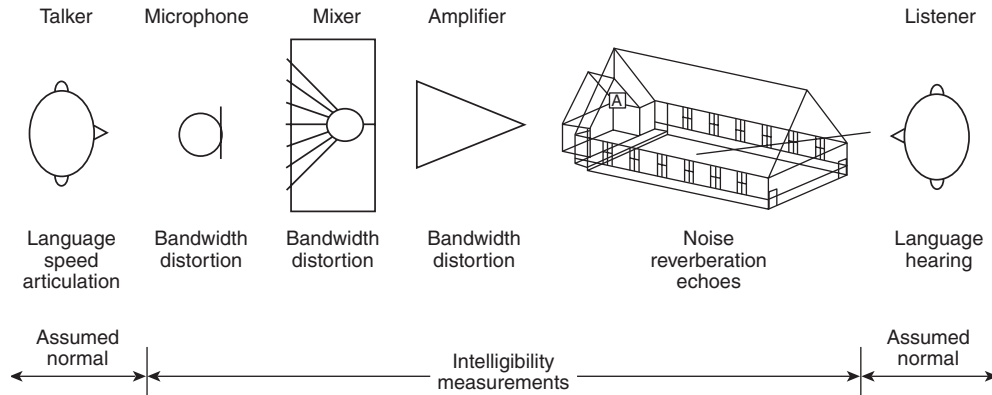 Talker
Microphone
Mixer
Amplifier
Listener
A
Language
speed
articulation
Bandwidth
distortion
Bandwidth
distortion
Bandwidth
distortion
Noise
reverberation
echoes
Language
hearing
Assumed
normal
Intelligibility
measurements
Assumed
normal